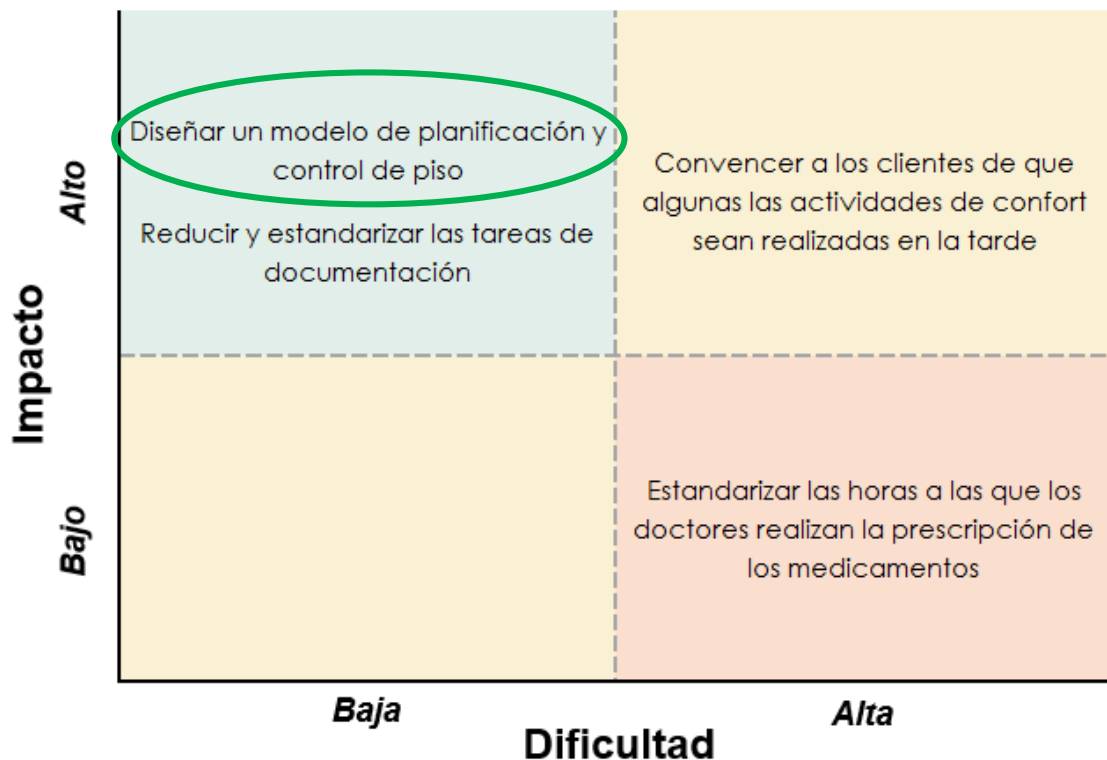 Diseñar un modelo de planificación y
control de piso
Reducir y estandarizar las tareas de
documentación
Convencer a los clientes de que
algunas las actividades de confort
sean realizadas en la tarde
Estandarizar las horas a las que los
doctores realizan la prescripción de
los medicamentos
Impacto
Alto
Bajo
Baja
Alta
Dificultad